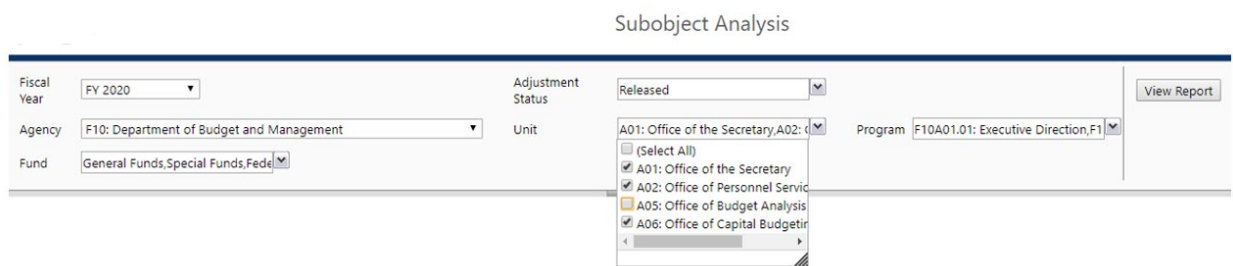 Subobject Analysis
Fiscal Year
FY 2020
Adjustment Status
Released
View Report
Agency
F10: Department of Budget and Management
Unit
A01: Office of the Secretary,A02:
Program
F10A01.01: Executive Direction,F1
Fund
General Funds,Special Funds,Fede
(Select All)
A01: Office of the Secretary
A02: Office of Personnel Servic
A05: Office of Budget Analysis
A06: Office of Capital Budgetin